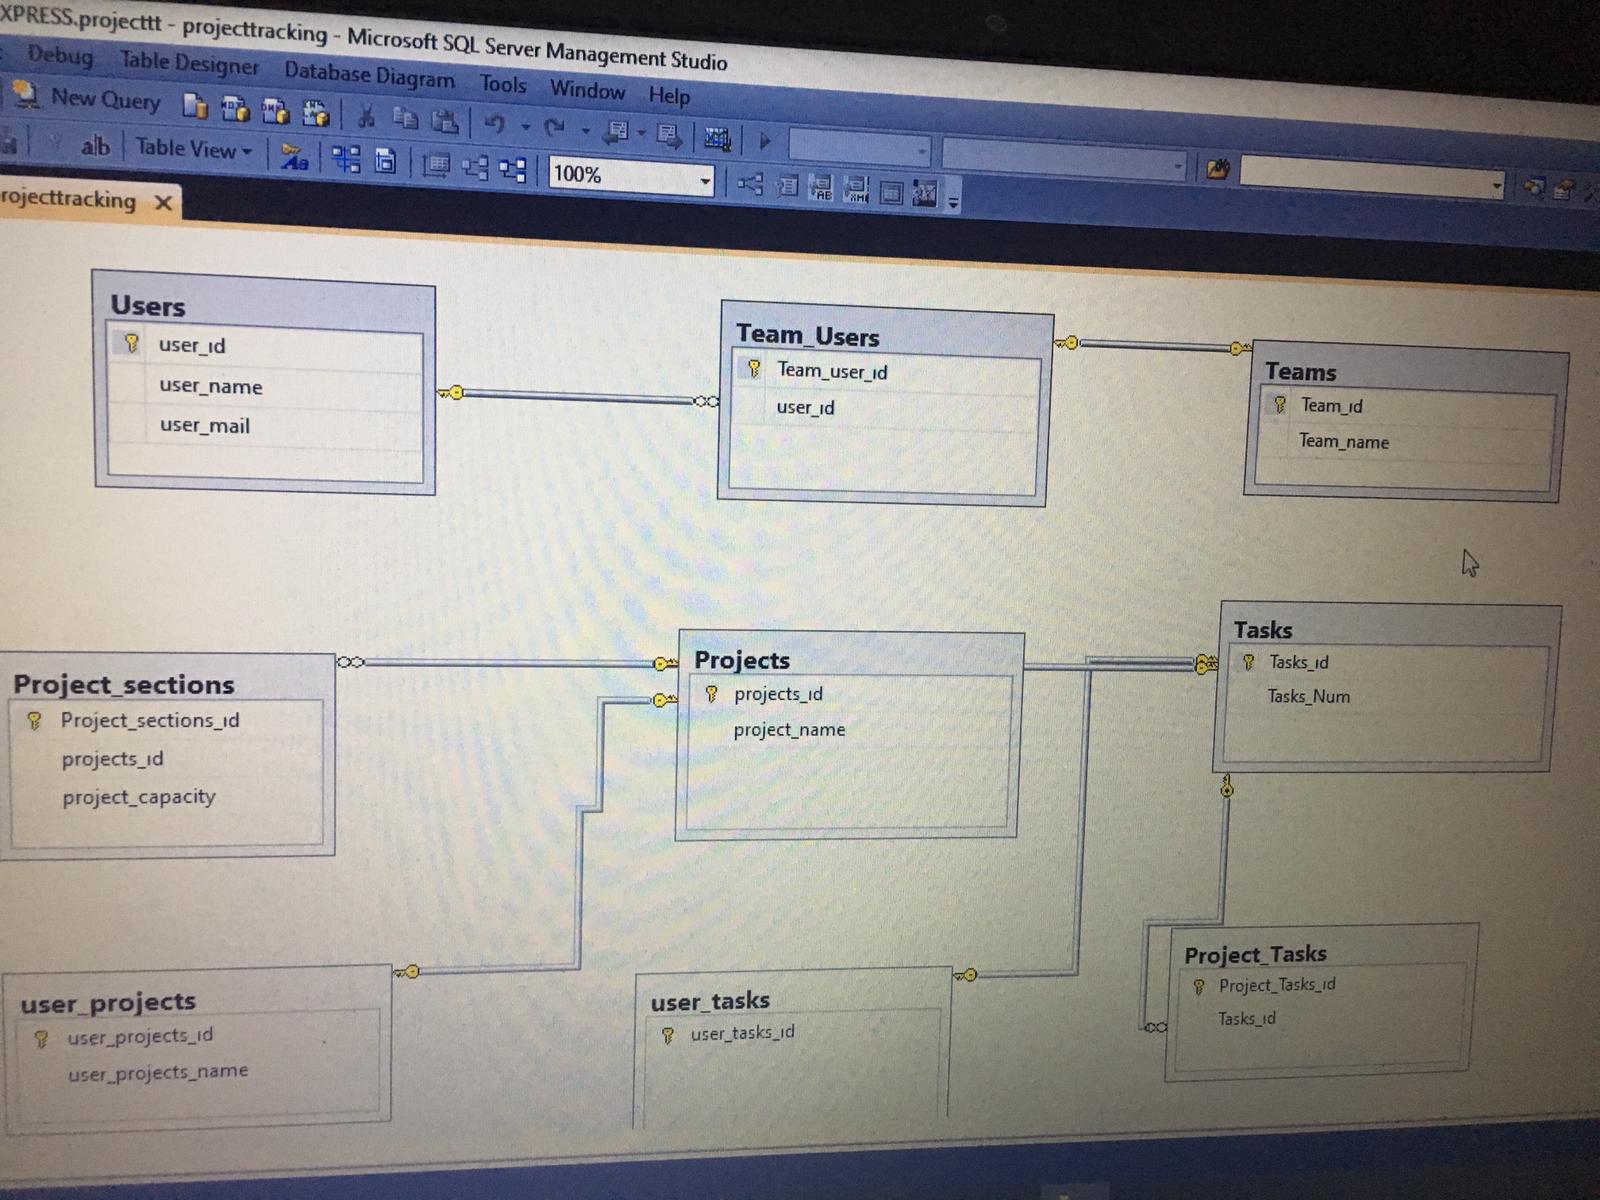 XPRESS.projecttt - projecttracking - Microsoft SQL Server Management Studio
Debug Table Designer Database Diagram Tools Window Help
New Query
ab Table View 100%
rojecttracking
Users
user_id
user_name
user_mail
Team_Users
Team_user_id
user_id
Teams
Team_id
Team_name
Project_sections
Project_sections_id
projects_id
project_capacity
Projects
projects_id
project_name
Tasks
Tasks_id
Tasks_Num
user_projects
user_projects_id
user_projects_name
user_tasks
user_tasks_id
Project_Tasks
Project_Tasks_id
Tasks_id